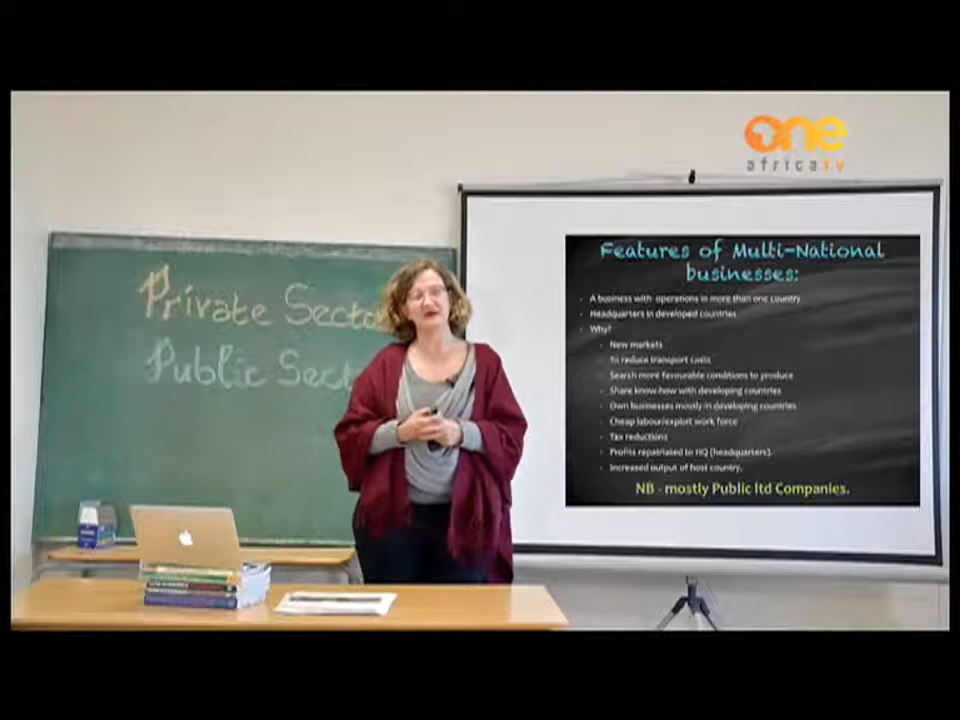 one
africa tv
Private Sector
Public Sect
Features of Multi-National
businesses:
A business with operations in more than one country
Headquarters in developed countries
Why?
New markets
To reduce transport costs
Search more favourable conditions to produce
Share know-how with developing countries
Own businesses mostly in developing countries
Cheap labour/exploit work force
Tax reductions
Profits repatriated to HQ (headquarters).
Increased output of host country.
NB - mostly Public ltd Companies.